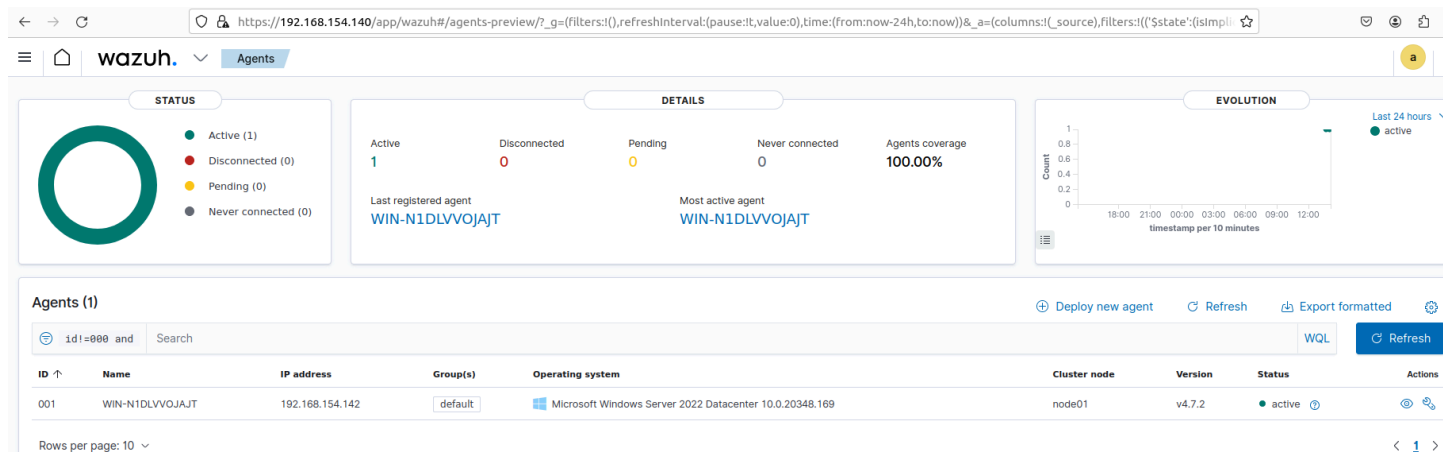 https://192.168.154.140/app/wazuh#/agents-preview/?_g=(filters:!(),refreshInterval:(pause:!t,value:0),time:(from:now-24h,to:now))&_a=(columns:!(_source),filters:!(('$state':(isImpli
wazuh. Agents a
STATUS
Active (1)
Disconnected (0)
Pending (0)
Never connected (0)
DETAILS
Active Disconnected Pending Never connected Agents coverage
1 0 0 0 100.00%
Last registered agent Most active agent
WIN-N1DLVVOJAJT WIN-N1DLVVOJAJT
EVOLUTION
Last 24 hours
active
Count
1
0.8
0.6
0.4
0.2
0
18:00 21:00 00:00 03:00 06:00 09:00 12:00
timestamp per 10 minutes
Agents (1) Deploy new agent Refresh Export formatted
id!=000 and Search WQL Refresh
ID Name IP address Group(s) Operating system Cluster node Version Status Actions
001 WIN-N1DLVVOJAJT 192.168.154.142 default Microsoft Windows Server 2022 Datacenter 10.0.20348.169 node01 v4.7.2 active
Rows per page: 10 1